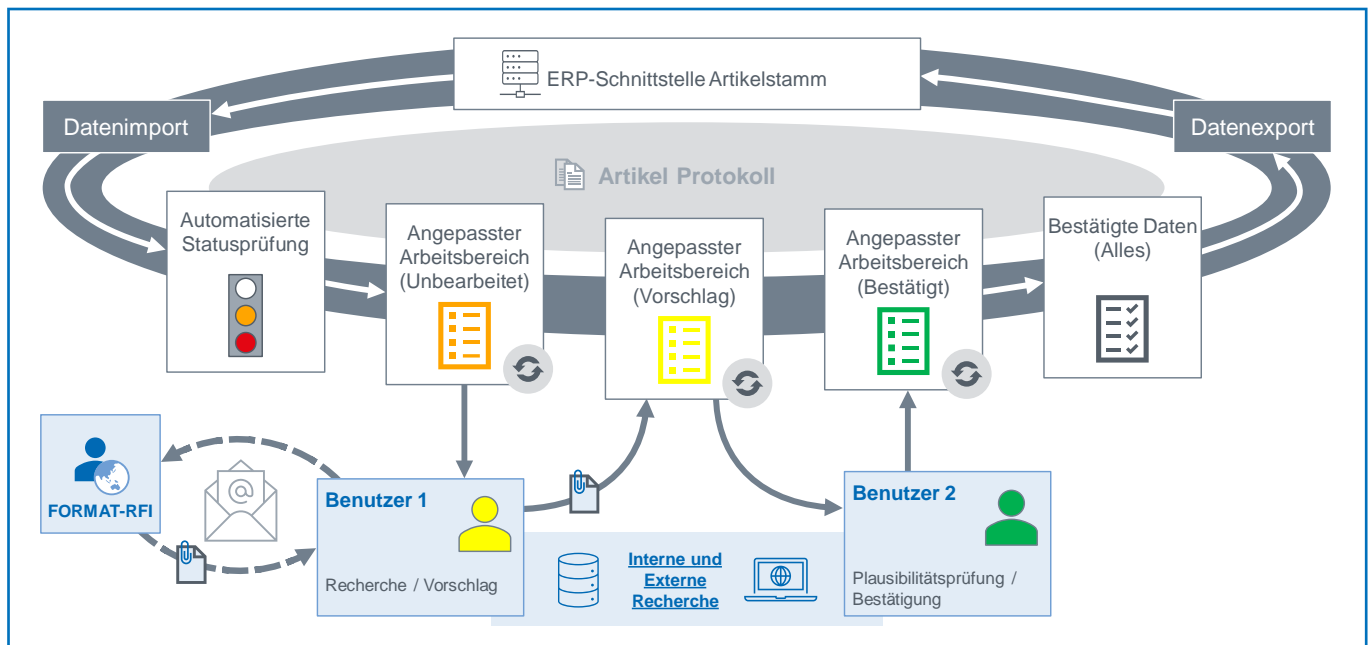 ERP-Schnittstelle Artikelstamm
Datenimport
Datenexport
Artikel Protokoll
Automatisierte
Statusprüfung
Angepasster
Arbeitsbereich
(Unbearbeitet)
Angepasster
Arbeitsbereich
(Vorschlag)
Angepasster
Arbeitsbereich
(Bestätigt)
Bestätigte Daten
(Alles)
FORMAT-RFI
@
Benutzer 1
Recherche / Vorschlag
Interne und
Externe
Recherche
Benutzer 2
Plausibilitätsprüfung /
Bestätigung